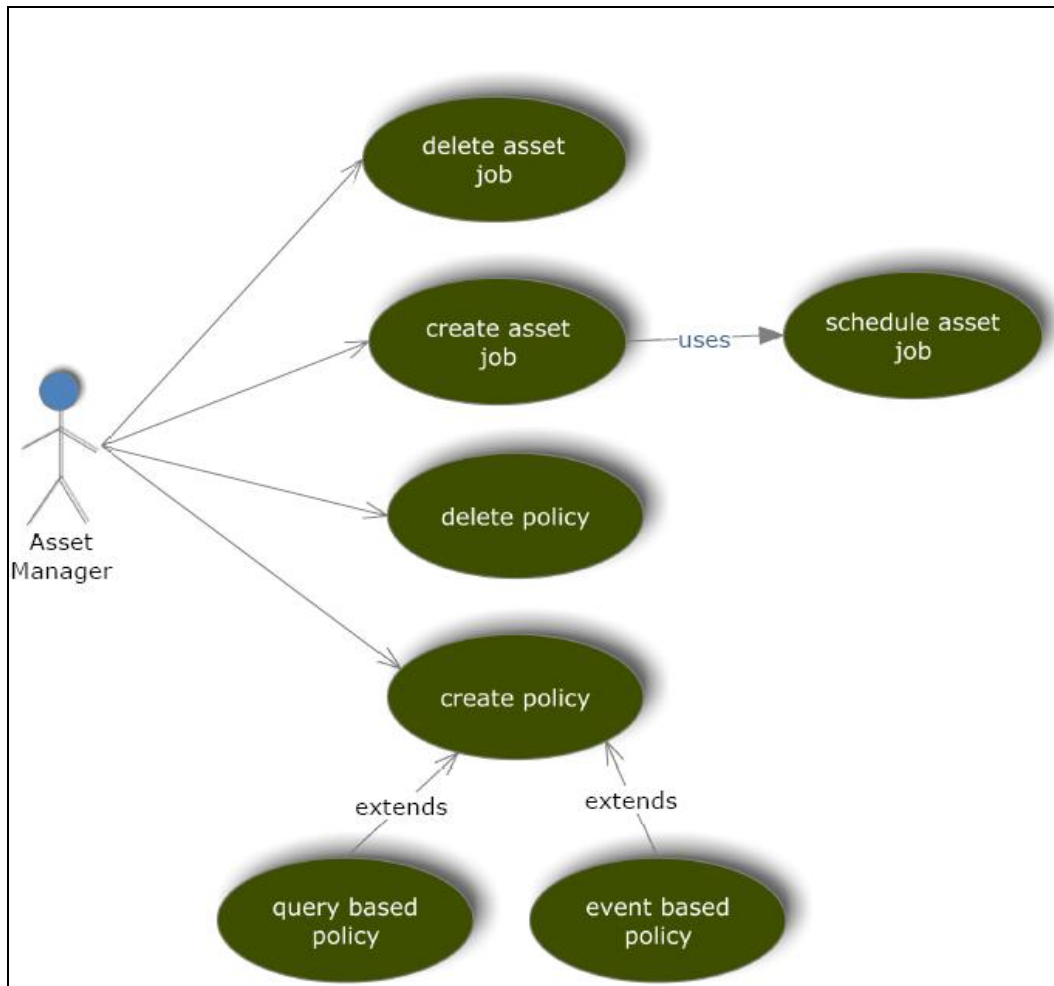 delete asset
job
create asset
job
uses
schedule asset
job
Asset
Manager
delete policy
create policy
extends
extends
query based
policy
event based
policy